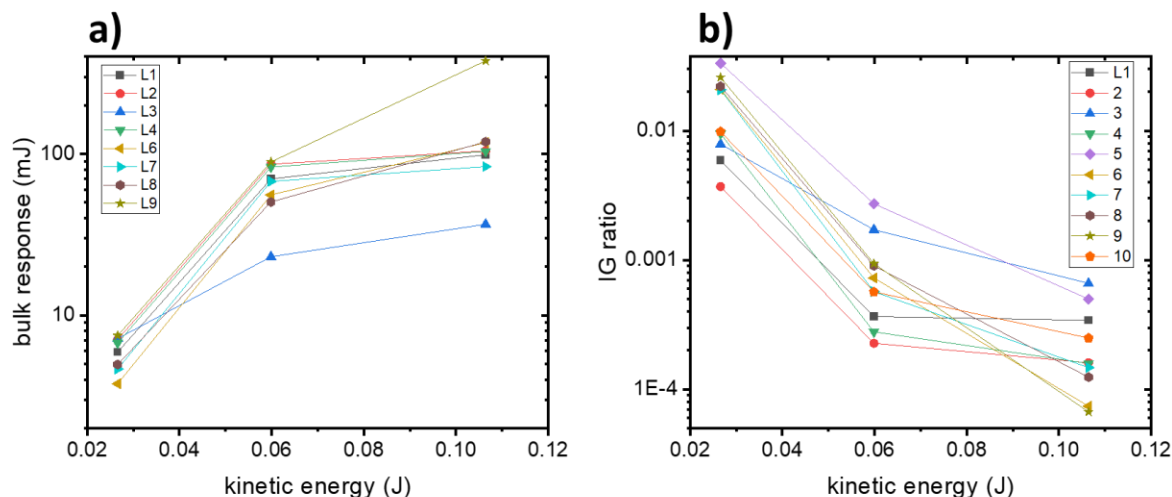 a)
bulk response (mJ)
100
10
L1
L2
L3
L4
L6
L7
L8
L9
0.02 0.04 0.06 0.08 0.10 0.12
kinetic energy (J)
b)
IG ratio
0.01
0.001
1E-4
L1
2
3
4
5
6
7
8
9
10
0.02 0.04 0.06 0.08 0.10 0.12
kinetic energy (J)